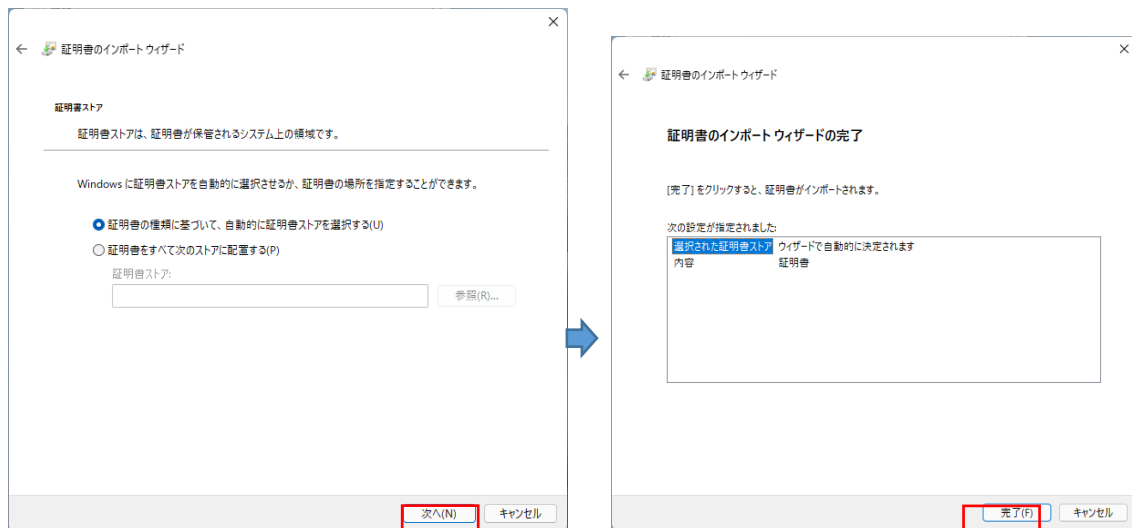 証明書のインポート ウィザード
証明書ストア
証明書ストアは、証明書が保管されるシステム上の領域です。
Windows に証明書ストアを自動的に選択させるか、証明書の場所を指定することができます。
証明書の種類に基づいて、自動的に証明書ストアを選択する(U)
証明書をすべて次のストアに配置する(P)
証明書ストア:
参照(R)...
次へ(N)
キャンセル
証明書のインポート ウィザード
証明書のインポート ウィザードの完了
[完了] をクリックすると、証明書がインポートされます。
次の設定が指定されました:
選択された証明書ストア ウィザードで自動的に決定されます
内容 証明書
完了(F)
キャンセル